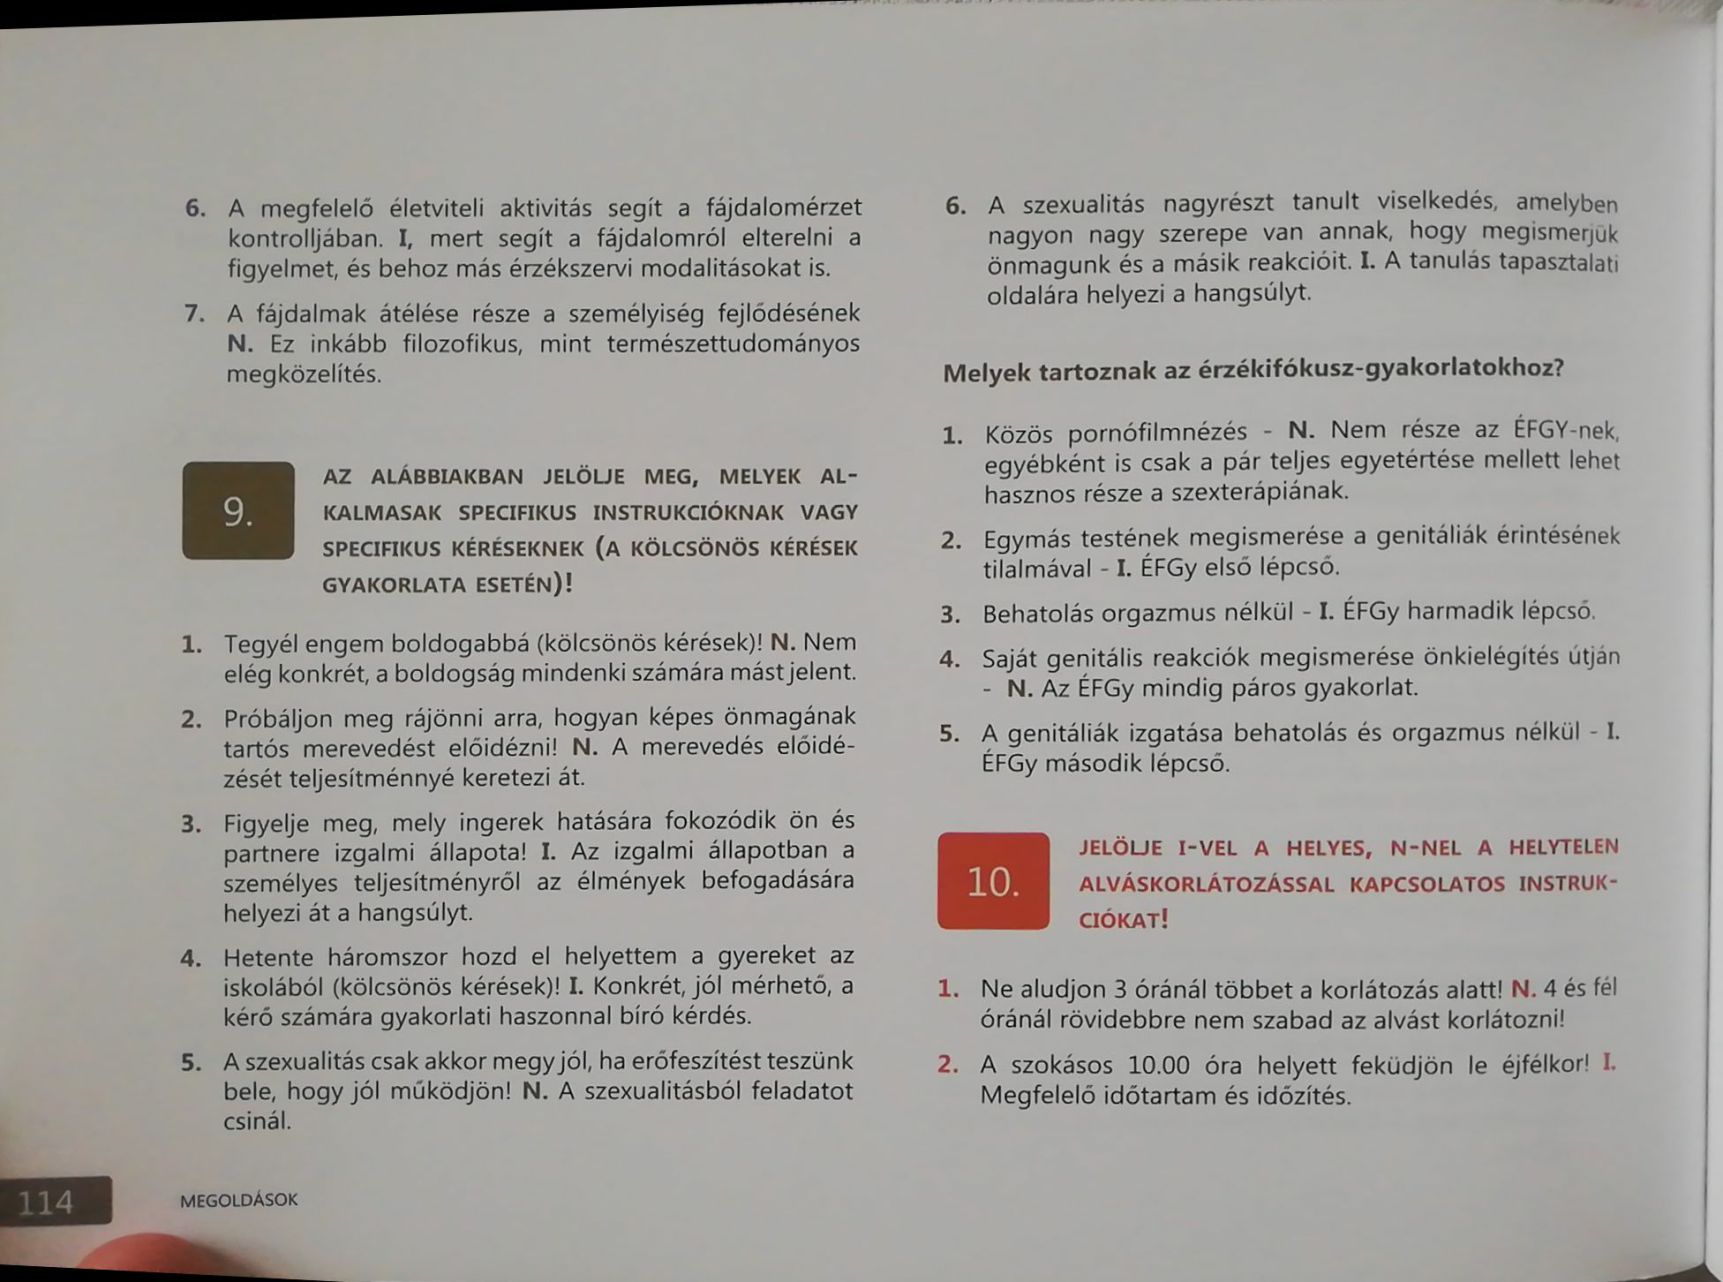 6. A megfelelő életviteli aktivitás segít a fájdalomérzet
kontrolljában. I, mert segít a fájdalomról elterelni a
figyelmet, és behoz más érzékszervi modalitásokat is.
7. A fájdalmak átélése része a személyiség fejlődésének
N. Ez inkább filozofikus, mint természettudományos
megközelítés.
9.
AZ ALÁBBIAKBAN JELÖLJE MEG, MELYEK AL-
KALMASAK SPECIFIKUS INSTRUKCIÓKNAK VAGY
SPECIFIKUS KÉRÉSEKNEK (A KÖLCSÖNÖS KÉRÉSEK
GYAKORLATA ESETÉN)!
1. Tegyél engem boldogabbá (kölcsönös kérések)! N. Nem
elég konkrét, a boldogság mindenki számára mást jelent.
2. Próbáljon meg rájönni arra, hogyan képes önmagának
tartós merevedést előidézni! N. A merevedés előidé-
zését teljesítménnyé keretezi át.
3. Figyelje meg, mely ingerek hatására fokozódik ön és
partnere izgalmi állapota! I. Az izgalmi állapotban a
személyes teljesítményről az élmények befogadására
helyezi át a hangsúlyt.
4. Hetente háromszor hozd el helyettem a gyereket az
iskolából (kölcsönös kérések)! I. Konkrét, jól mérhető, a
kérő számára gyakorlati haszonnal bíró kérdés.
5. A szexualitás csak akkor megy jól, ha erőfeszítést teszünk
bele, hogy jól működjön! N. A szexualitásból feladatot
csinál.
6. A szexualitás nagyrészt tanult viselkedés, amelyben
nagyon nagy szerepe van annak, hogy megismerjük
önmagunk és a másik reakcióit. I. A tanulás tapasztalati
oldalára helyezi a hangsúlyt.
Melyek tartoznak az érzékifókusz-gyakorlatokhoz?
1. Közös pornófilmnézés - N. Nem része az ÉFGY-nek,
egyébként is csak a pár teljes egyetértése mellett lehet
hasznos része a szexterápiának.
2. Egymás testének megismerése a genitáliák érintésének
tilalmával - I. ÉFGy első lépcső.
3. Behatolás orgazmus nélkül - I. ÉFGy harmadik lépcső.
4. Saját genitális reakciók megismerése önkielégítés útján
- N. Az ÉFGy mindig páros gyakorlat.
5. A genitáliák izgatása behatolás és orgazmus nélkül - I.
ÉFGy második lépcső.
10.
JELÖLJE I-VEL A HELYES, N-NEL A HELYTELEN
ALVÁSKORLÁTOZÁSSAL KAPCSOLATOS INSTRUK-
CIÓKAT!
1. Ne aludjon 3 óránál többet a korlátozás alatt! N. 4 és fél
óránál rövidebbre nem szabad az alvást korlátozni!
2. A szokásos 10.00 óra helyett feküdjön le éjfélkor! I.
Megfelelő időtartam és időzítés.
114
MEGOLDÁSOK